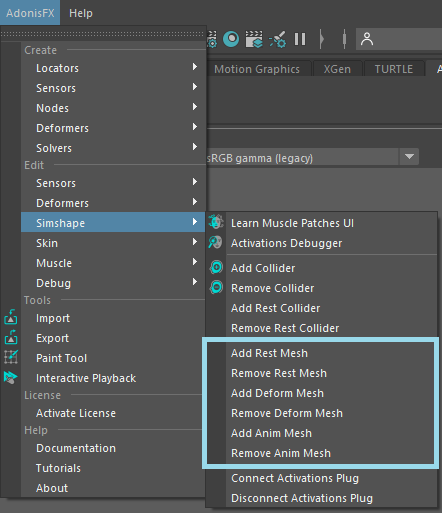 AdonisFX Help
Motion Graphics XGen TURTLE A
sRGB gamma (legacy)
Create
Locators
Sensors
Nodes
Deformers
Solvers
Edit
Sensors
Deformers
Simshape
Skin
Muscle
Debug
Tools
Import
Export
Paint Tool
Interactive Playback
License
Activate License
Help
Documentation
Tutorials
About
Learn Muscle Patches UI
Activations Debugger
Add Collider
Remove Collider
Add Rest Collider
Remove Rest Collider
Add Rest Mesh
Remove Rest Mesh
Add Deform Mesh
Remove Deform Mesh
Add Anim Mesh
Remove Anim Mesh
Connect Activations Plug
Disconnect Activations Plug